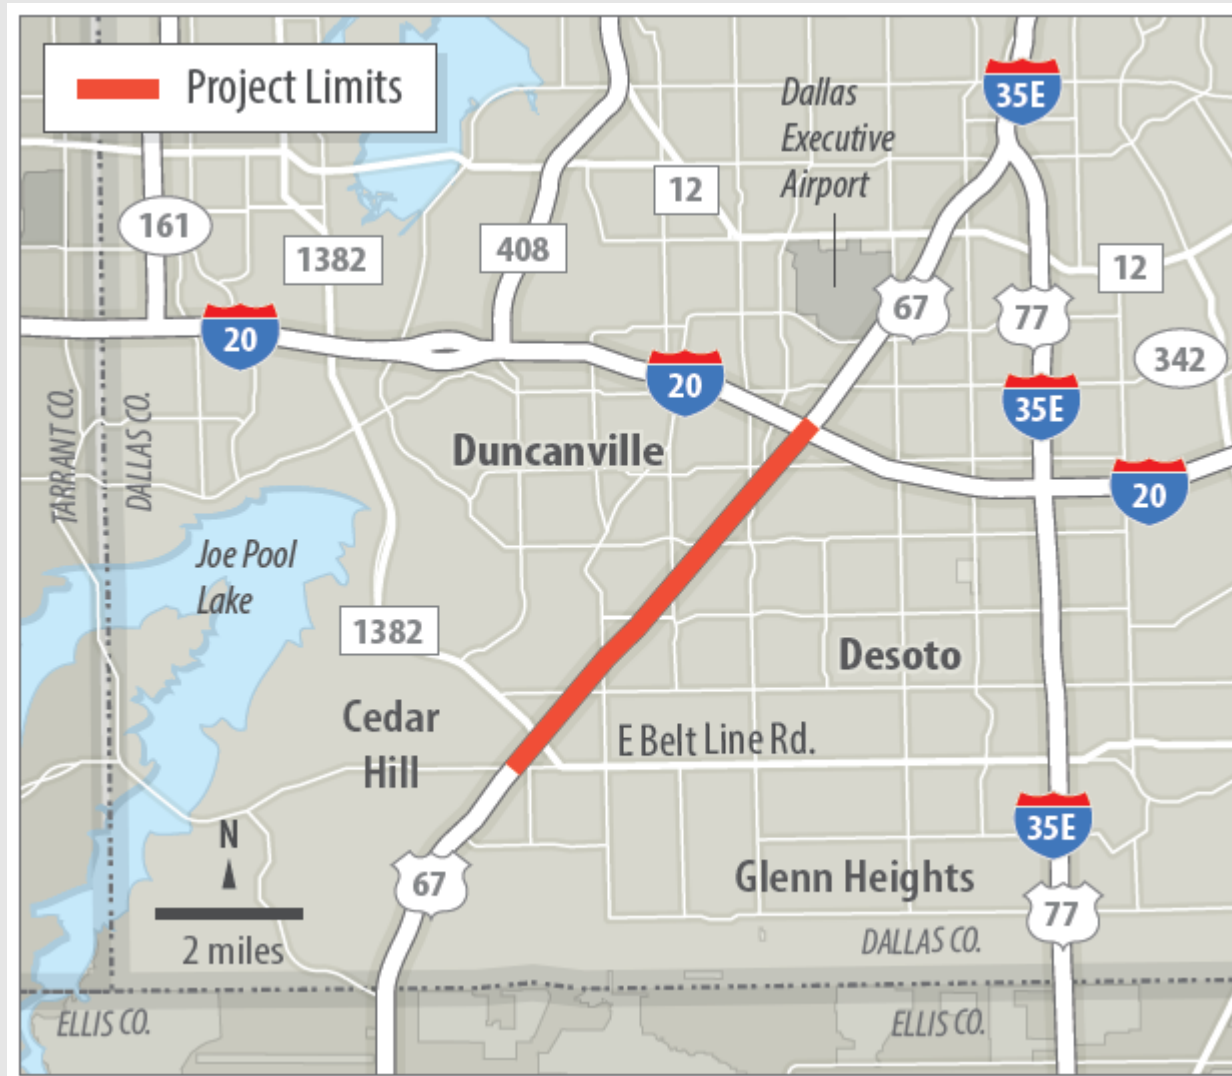 Project Limits
35E
Dallas
Executive
Airport
12
161
408
1382
12
67
77
20
342
20
35E
TARRANT CO.
DALLAS CO.
Duncanville
20
Joe Pool
Lake
1382
Desoto
Cedar
Hill
E Belt Line Rd.
35E
N
67
Glenn Heights
77
2 miles
DALLAS CO.
ELLIS CO.
ELLIS CO.